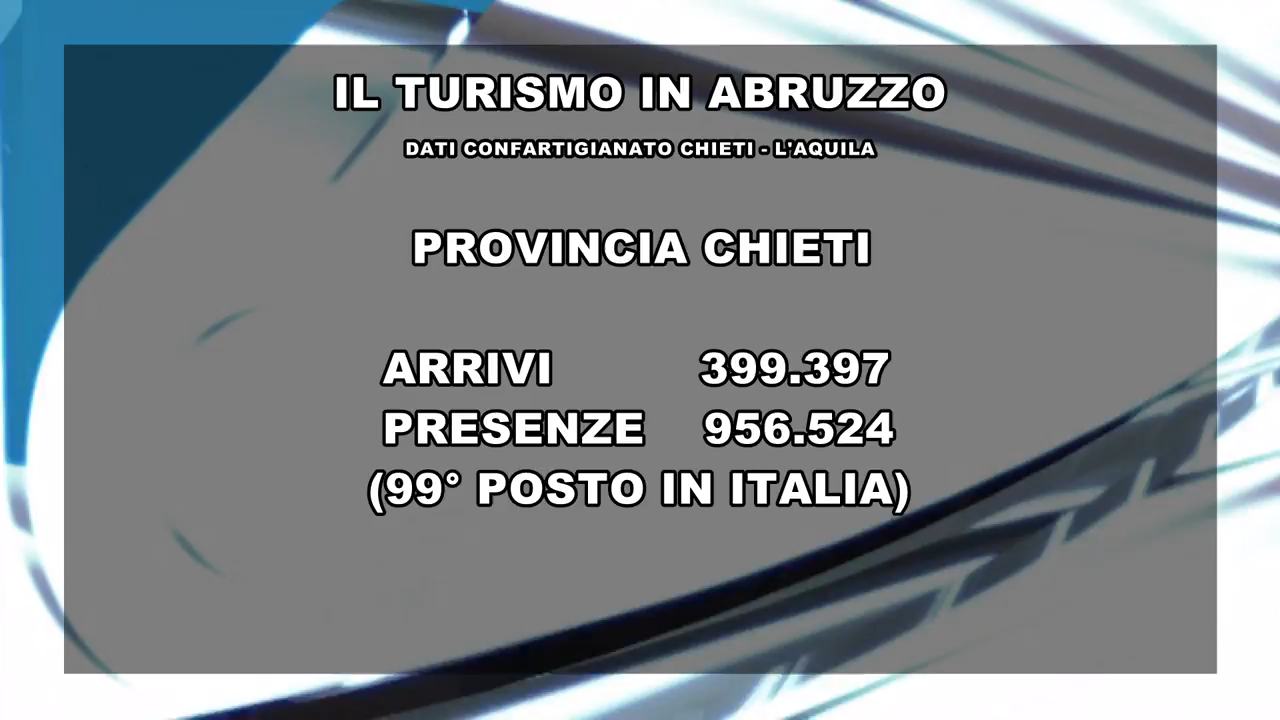 IL TURISMO IN ABRUZZO
DATI CONFARTIGIANATO CHIETI - L'AQUILA
PROVINCIA CHIETI
ARRIVI 399.397
PRESENZE 956.524
(99° POSTO IN ITALIA)